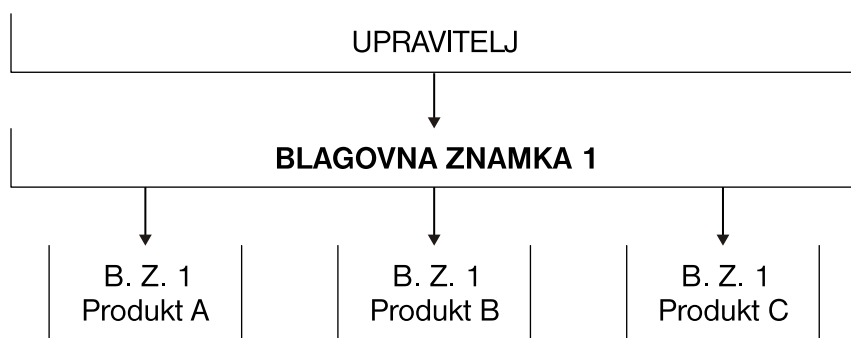 UPRAVITELJ
BLAGOVNA ZNAMKA 1
B. Z. 1
Produkt A
B. Z. 1
Produkt B
B. Z. 1
Produkt C